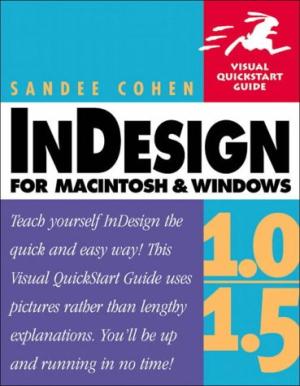 VISUAL
QUICKSTART
GUIDE
SANDEE COHEN
INDESIGN
FOR MACINTOSH & WINDOWS
Teach yourself InDesign the
quick and easy way! This
Visual QuickStart Guide uses
pictures rather than lengthy
explanations. You'll be up
and running in no time!
1.0
1.5